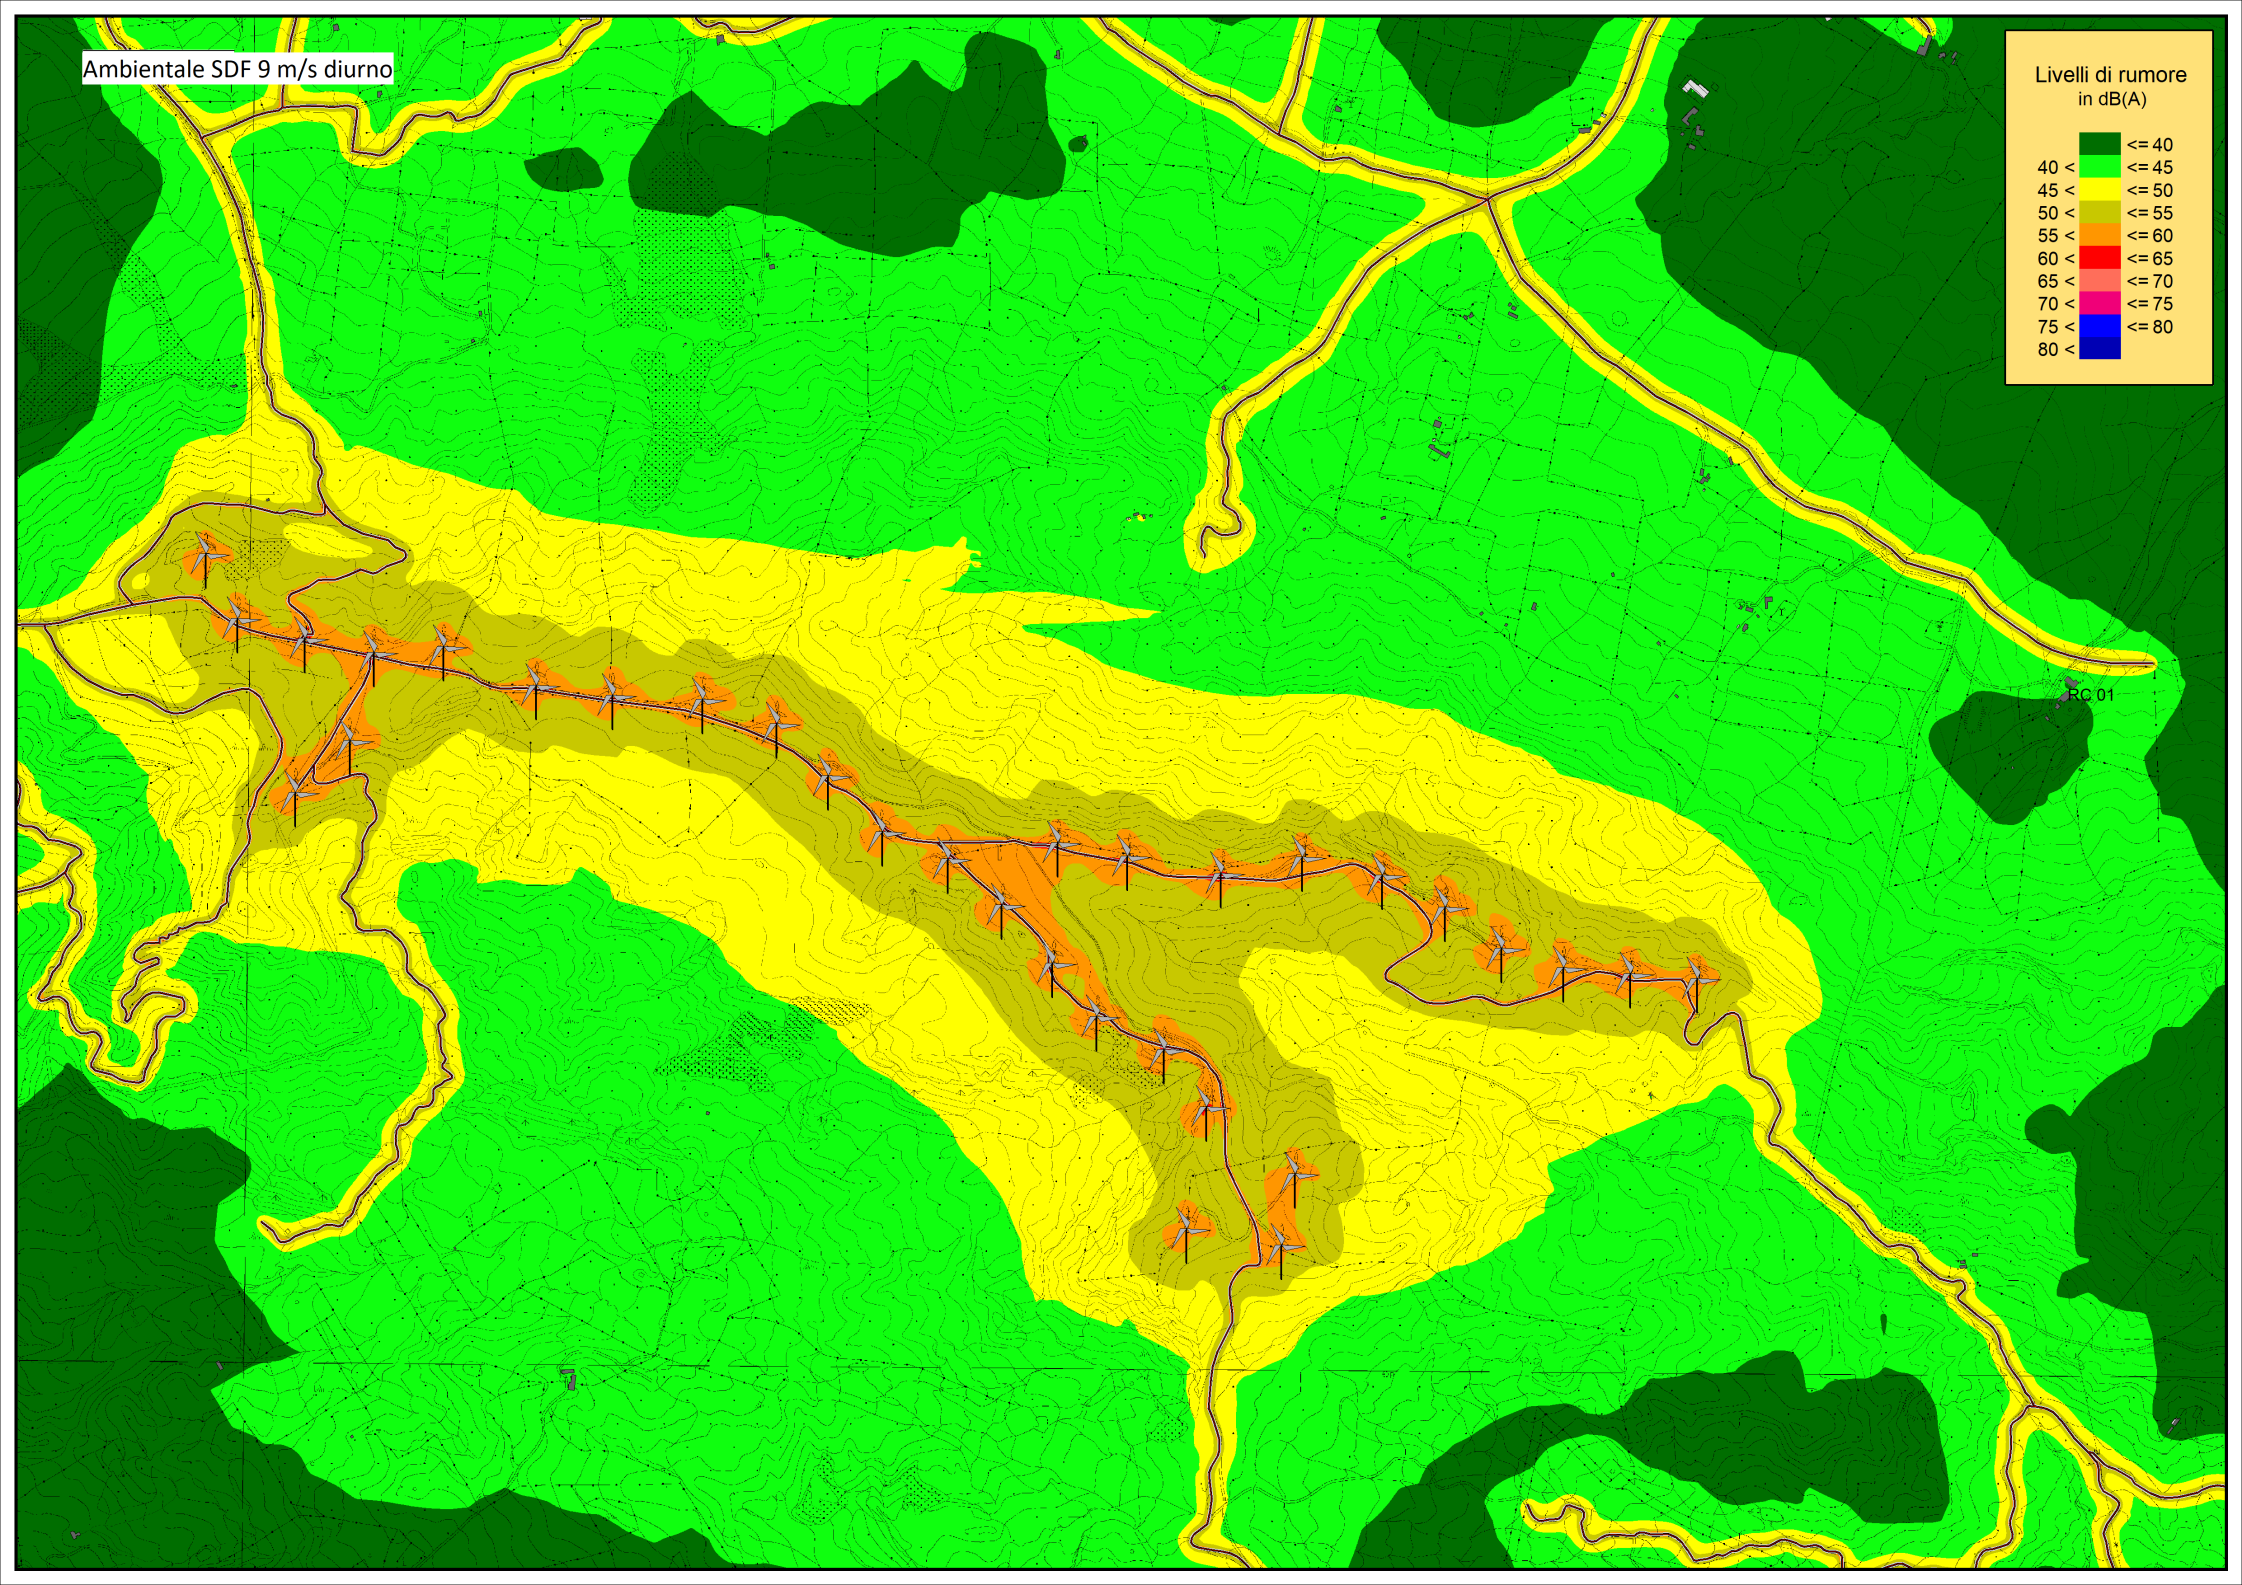 Ambientale SDF 9 m/s diurno
Livelli di rumore
in dB(A)
<= 40
40 < <= 45
45 < <= 50
50 < <= 55
55 < <= 60
60 < <= 65
65 < <= 70
70 < <= 75
75 < <= 80
80 <
RC 01